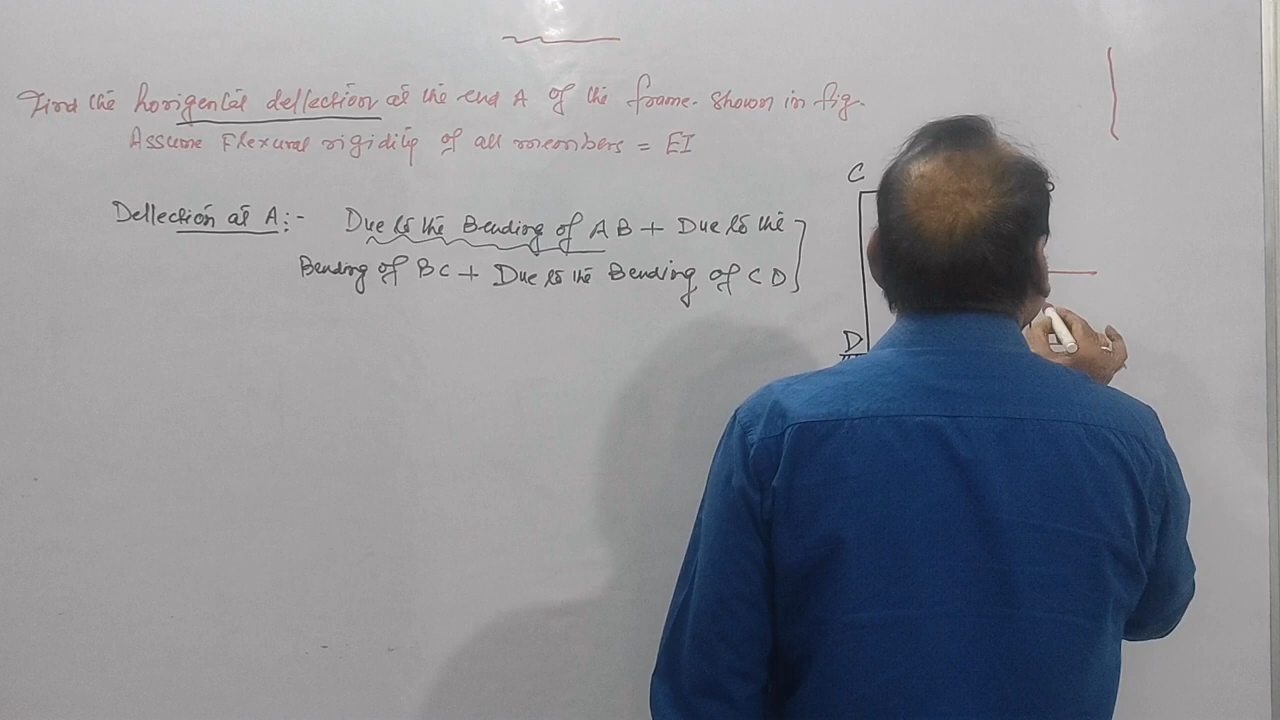 Find the horizental deflection at the end A of the frame. Shown in fig.
Assume Flexural rigidity of all members = EI
Deflection at A:- Due to the Bending of AB + Due to the
Bending of BC + Due to the Bending of CD
C
D